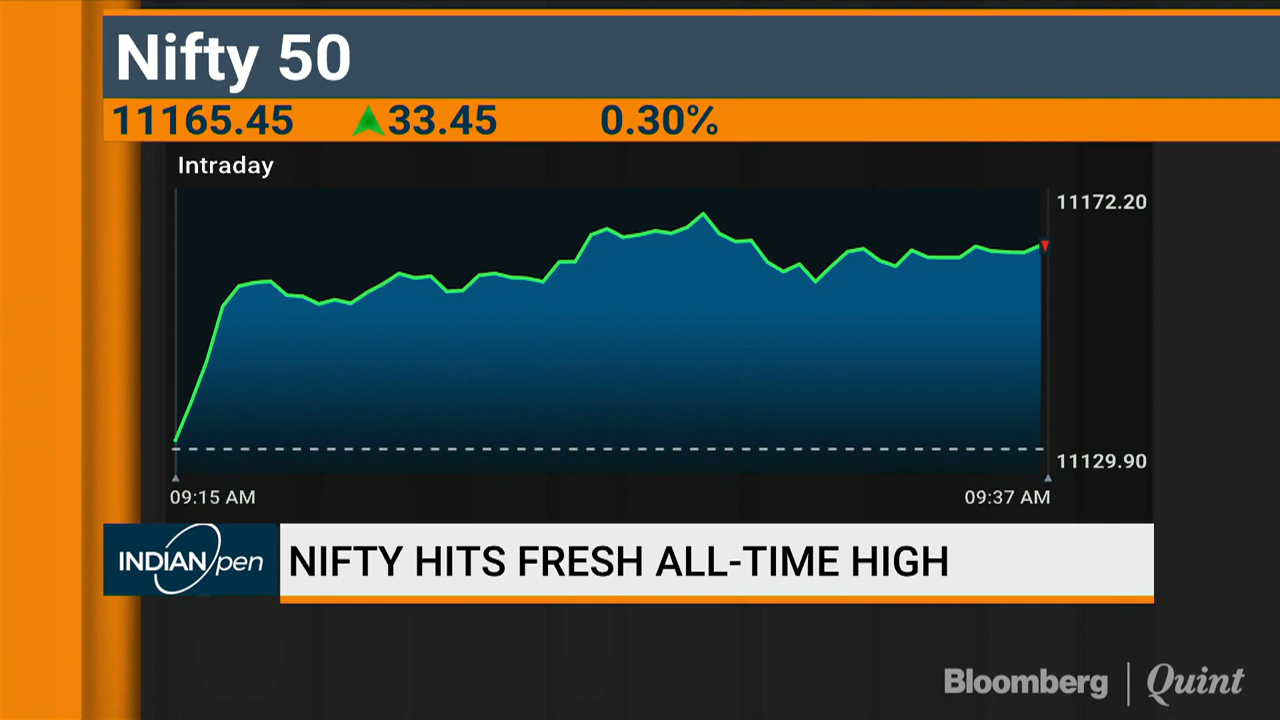 Nifty 50
11165.45 33.45 0.30%
Intraday
11172.20
11129.90
09:15 AM 09:37 AM
INDIAN pen NIFTY HITS FRESH ALL-TIME HIGH
Bloomberg | Quint